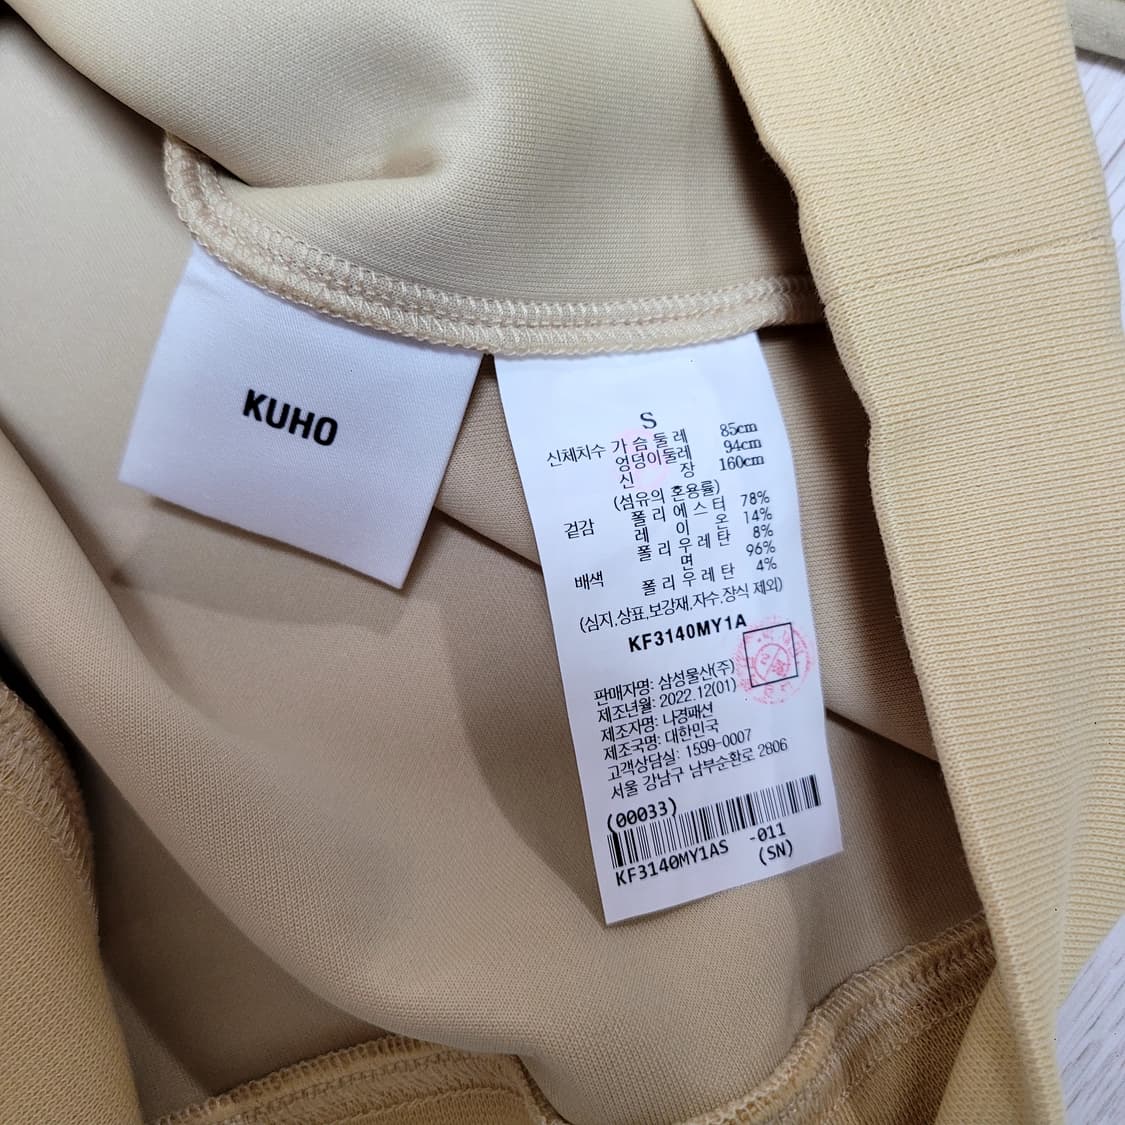 KUHO
S
신체치수 가슴둘레 85cm
엉덩이둘레 94cm
신장 160cm
(섬유의 혼용률)
겉감 폴리에스터 78%
레이온 14%
폴리우레탄 8%
배색 면 96%
폴리우레탄 4%
(심지,상표,보강재,자수,장식 제외)
KF3140MY1A
판매자명: 삼성물산(주)
제조년월: 2022.12(01)
제조자명: 나경패션
제조국명: 대한민국
고객상담실: 1599-0007
서울 강남구 남부순환로 2806
(00033)
KF3140MY1AS -011
(SN)